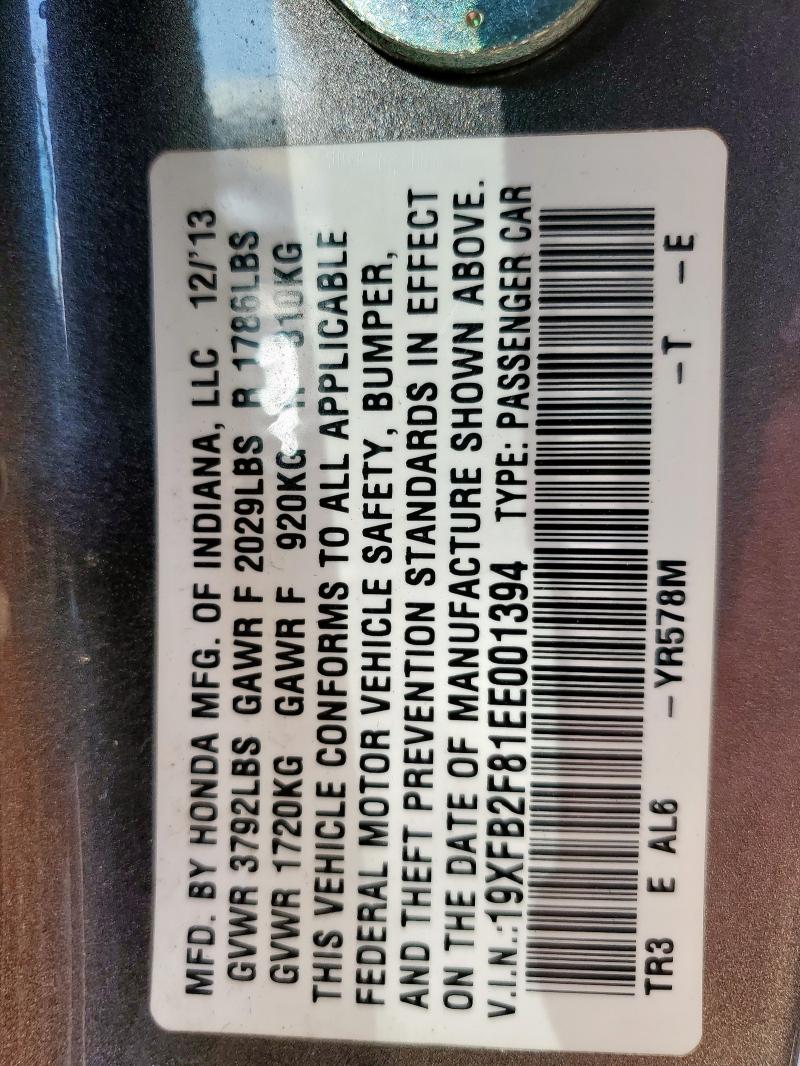 MFD. BY HONDA MFG. OF INDIANA, LLC 12/'13
GVWR 3792LBS GAWR F 2029LBS R 1786LBS
GVWR 1720KG GAWR F 920KG 810KG
THIS VEHICLE CONFORMS TO ALL APPLICABLE
FEDERAL MOTOR VEHICLE SAFETY, BUMPER,
AND THEFT PREVENTION STANDARDS IN EFFECT
ON THE DATE OF MANUFACTURE SHOWN ABOVE.
V.I.N.:19XFB2F81EE001394 TYPE: PASSENGER CAR
TR3 E AL6 – YR578M –T –E